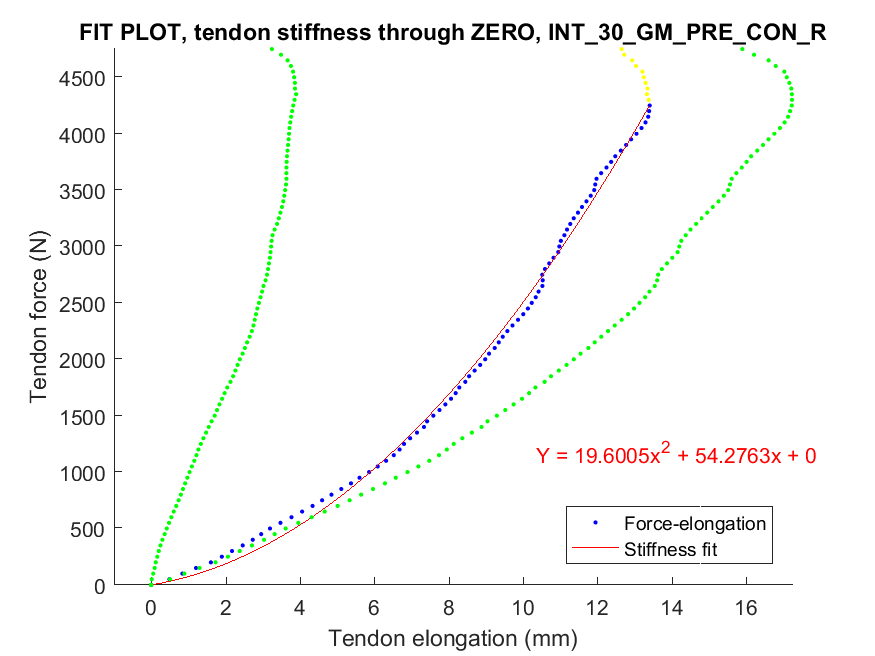 FIT PLOT, tendon stiffness through ZERO, INT_30_GM_PRE_CON_R
4500
4000
3500
3000
2500
2000
1500
1000
500
0
Tendon force (N)
Y = 19.6005x² + 54.2763x + 0
Force-elongation
Stiffness fit
0 2 4 6 8 10 12 14 16
Tendon elongation (mm)